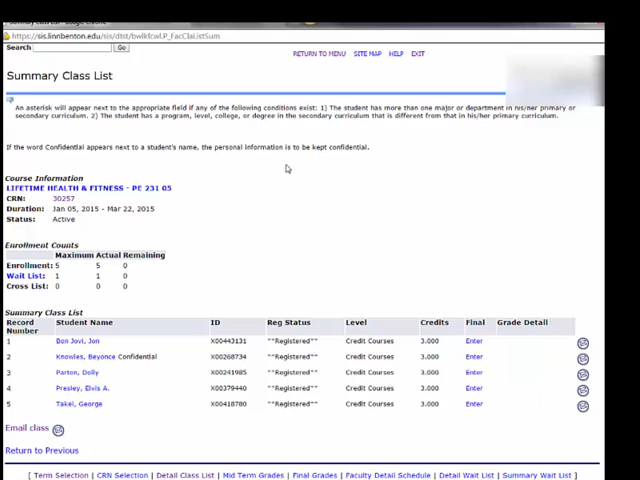 https://sis.linnbenton.edu/sis/dtst/bwlkfcwl.P_FacClaListSum
Search Go
RETURN TO MENU SITE MAP HELP EXIT
Summary Class List
An asterisk will appear next to the appropriate field if any of the following conditions exist: 1) The student has more than one major or department in his/her primary or
secondary curriculum. 2) The student has a program, level, college, or degree in the secondary curriculum that is different from that in his/her primary curriculum.
If the word Confidential appears next to a student's name, the personal information is to be kept confidential.
Course Information
LIFETIME HEALTH & FITNESS - PE 231 05
CRN: 30257
Duration: Jan 05, 2015 - Mar 22, 2015
Status: Active
Enrollment Counts
Maximum Actual Remaining
Enrollment: 5 5 0
Wait List: 1 1 0
Cross List: 0 0 0
Summary Class List
Record Number Student Name ID Reg Status Level Credits Final Grade Detail
1 Bon Jovi, Jon X00443131 **Registered** Credit Courses 3.000 Enter
2 Knowles, Beyonce Confidential X00268734 **Registered** Credit Courses 3.000 Enter
3 Parton, Dolly X00241985 **Registered** Credit Courses 3.000 Enter
4 Presley, Elvis A. X00379440 **Registered** Credit Courses 3.000 Enter
5 Takei, George X00418780 **Registered** Credit Courses 3.000 Enter
Email class
Return to Previous
[ Term Selection | CRN Selection | Detail Class List | Mid Term Grades | Final Grades | Faculty Detail Schedule | Detail Wait List | Summary Wait List ]